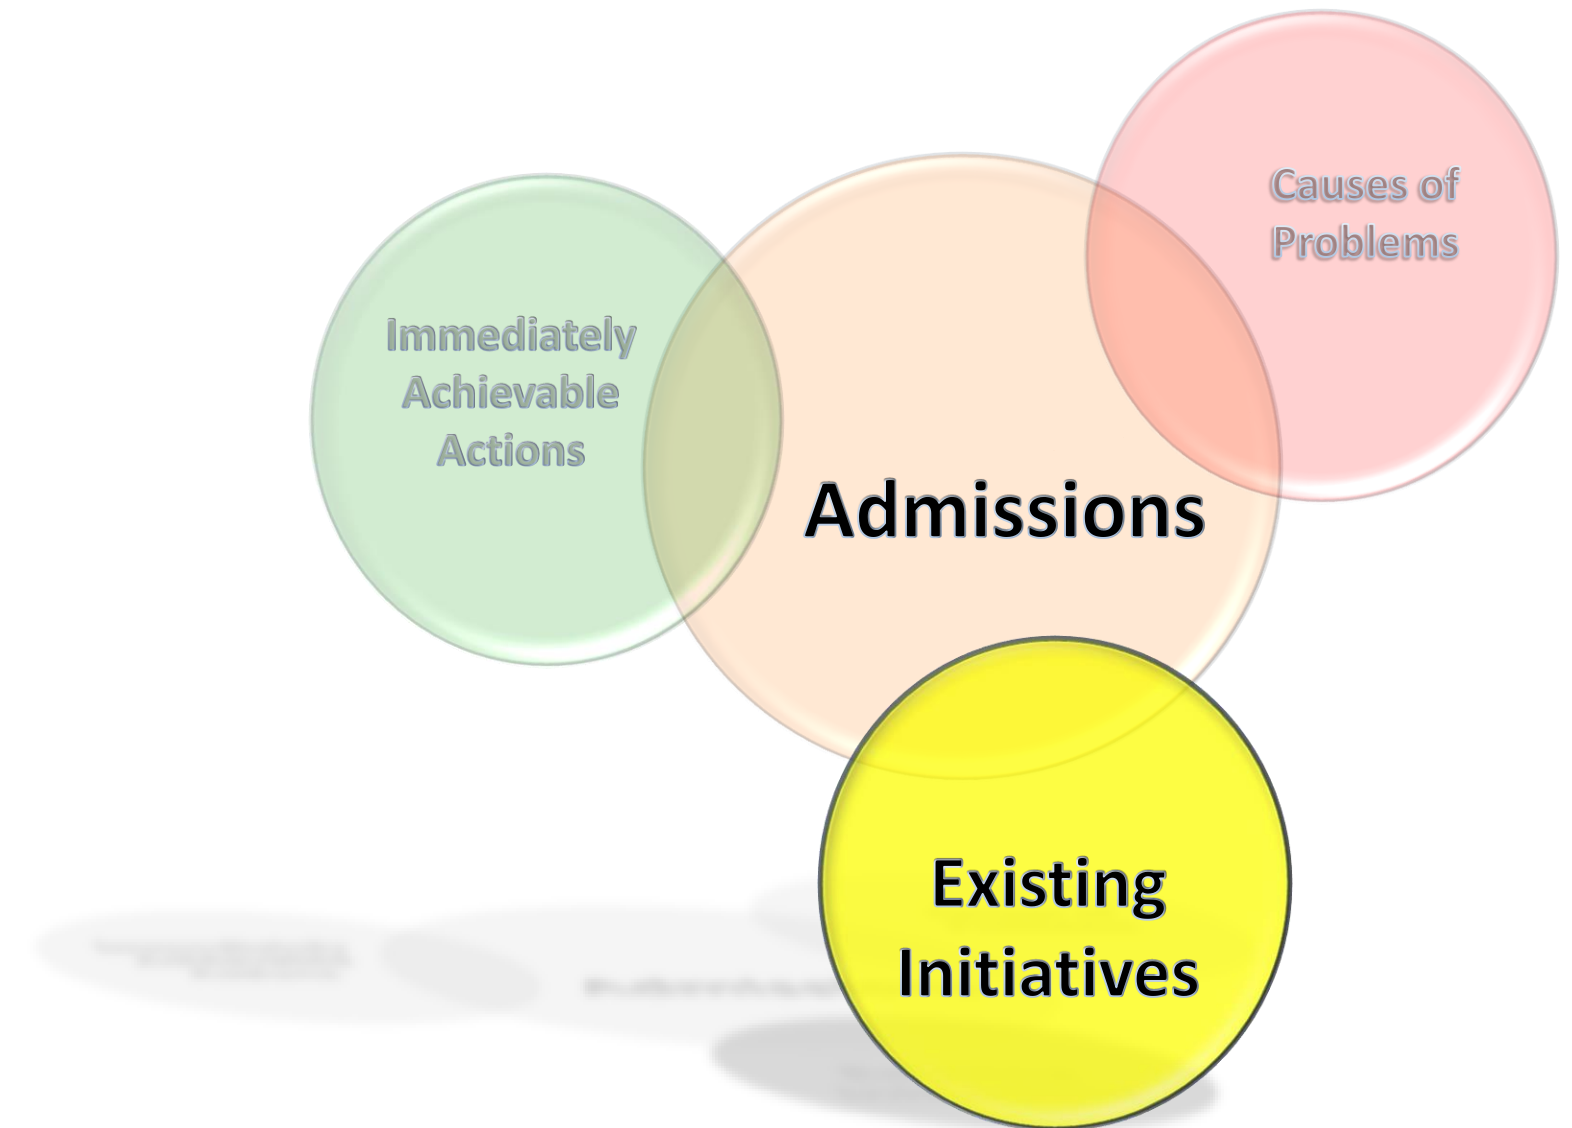 Causes of
Problems
Immediately
Achievable
Actions
Admissions
Existing
Initiatives